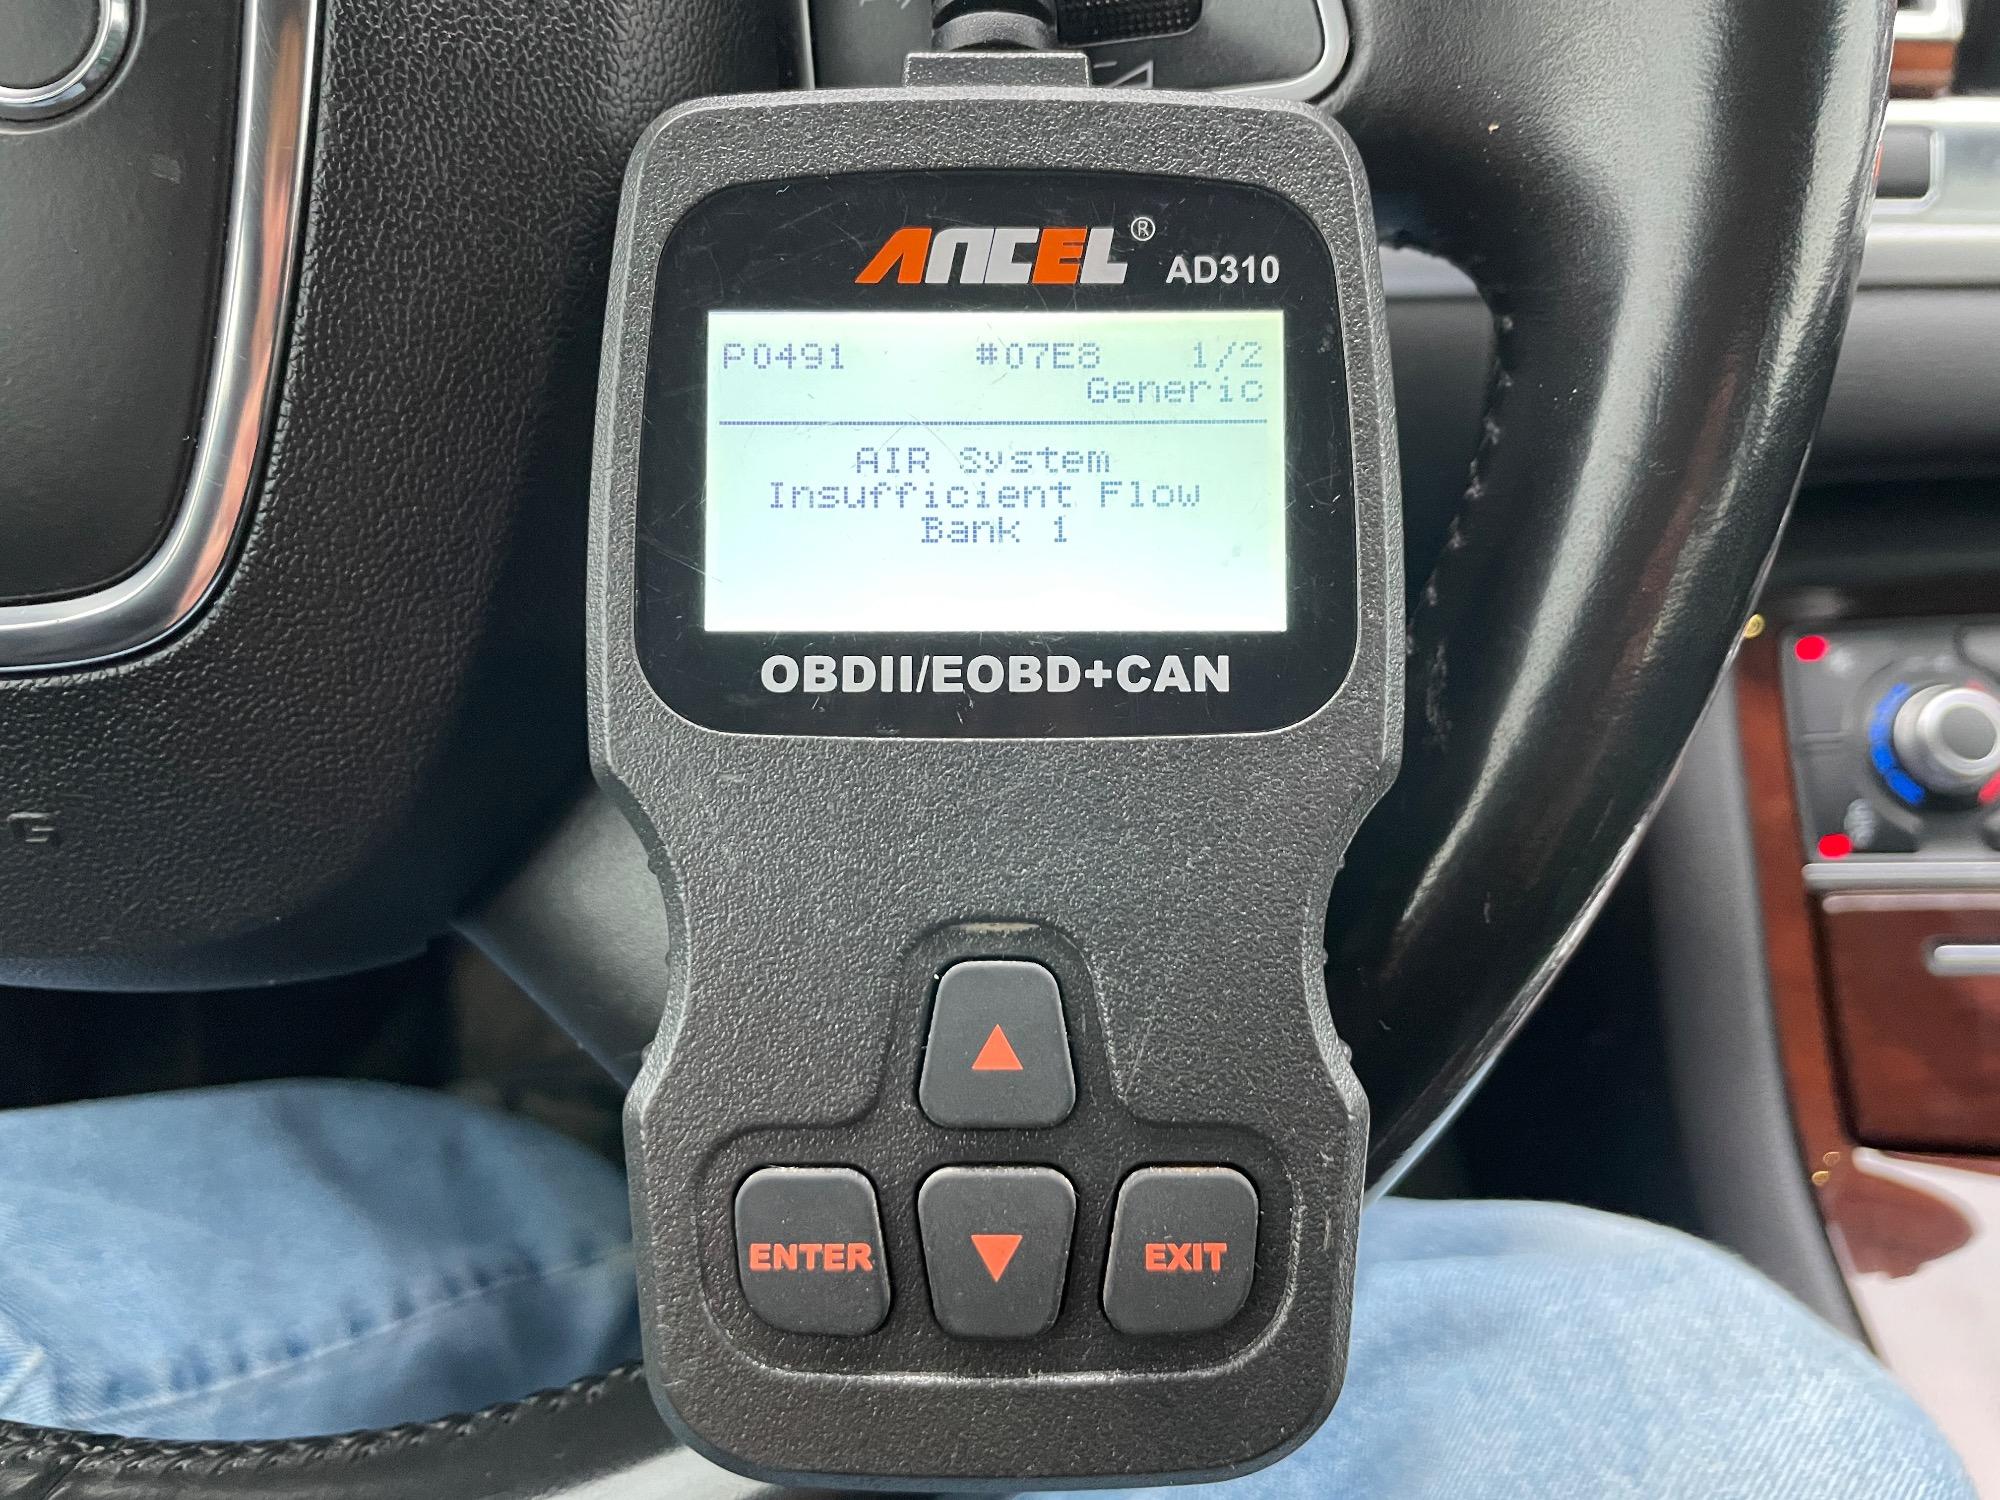 ANCEL®
AD310
P0491 #07E8 1/2
Generic
AIR System
Insufficient Flow
Bank 1
OBDII/EOBD+CAN
ENTER
EXIT
G